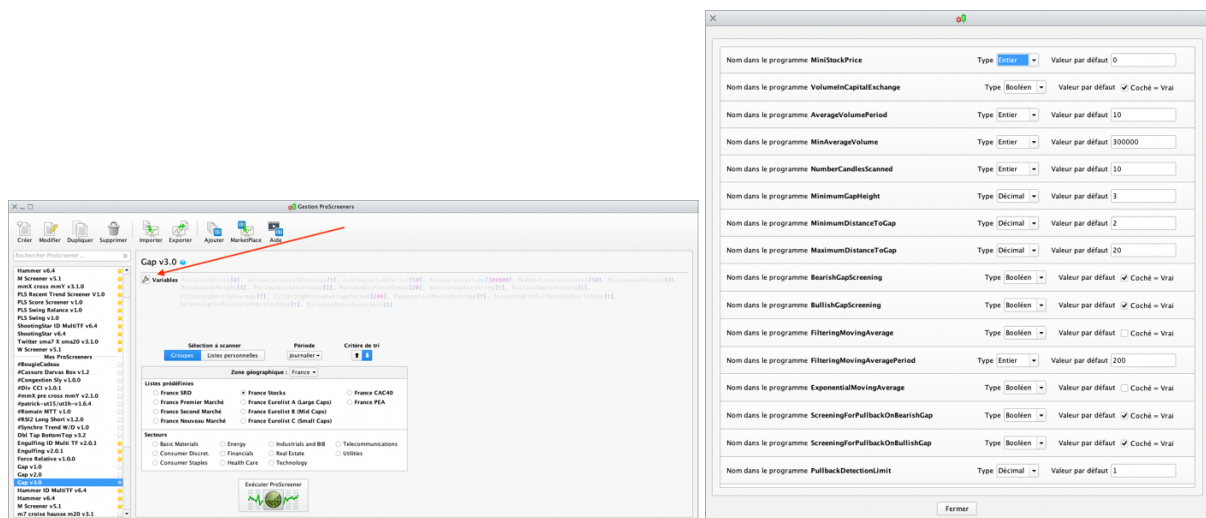 Gestion ProScreeners
Créer Modifier Dupliquer Supprimer Importer Exporter Ajouter MarketPlace Aide
Rechercher ProScreener ...
Hammer v6.4
M Screener v5.1
mmX cross mmY v3.1.0
PLS Recent Trend Screener V1.0
PLS Score Screener v1.0
PLS Swing Relance v1.0
PLS Swing v1.0
ShootingStar ID MultiTF v6.4
ShootingStar v6.4
Twitter sma7 X sma20 v3.1.0
W Screener v5.1
Mes ProScreeners
#BougieCadeau
#Cassure Darvas Box v1.2
#Congestion Sly v1.0.0
#Div CCI v1.0.1
#mmX pre cross mmY v2.1.0
#patrick-ut15/ut1h-v1.6.4
#Romain MTT v1.0
#RSI2 Long Short v1.2.0
#Synchro Trend W/D v1.0
Dbl Tap BottomTop v3.2
Engulfing ID Multi TF v2.0.1
Engulfing v2.0.1
Force Relative v1.0.0
Gap v1.0
Gap v2.0
Gap v3.0
Hammer ID MultiTF v6.4
Hammer v6.4
M Screener v5.1
m7 croise hausse m20 v3.1
Gap v3.0
Variables
Sélection à scanner Période Critère de tri
Groupes Listes personnelles Journalier
Zone géographique : France
Listes prédéfinies
France SRD France Stocks France CAC40
France Premier Marché France Eurolist A (Large Caps) France PEA
France Second Marché France Eurolist B (Mid Caps)
France Nouveau Marché France Eurolist C (Small Caps)
Secteurs
Basic Materials Energy Industrials and BtB Telecommunications
Consumer Discret. Financials Real Estate Utilities
Consumer Staples Health Care Technology
Exécuter ProScreener
Nom dans le programme MiniStockPrice Type Entier Valeur par défaut 0
Nom dans le programme VolumeInCapitalExchange Type Booléen Valeur par défaut Coché = Vrai
Nom dans le programme AverageVolumePeriod Type Entier Valeur par défaut 10
Nom dans le programme MinAverageVolume Type Entier Valeur par défaut 300000
Nom dans le programme NumberCandlesScanned Type Entier Valeur par défaut 10
Nom dans le programme MinimumGapHeight Type Décimal Valeur par défaut 3
Nom dans le programme MinimumDistanceToGap Type Décimal Valeur par défaut 2
Nom dans le programme MaximumDistanceToGap Type Décimal Valeur par défaut 20
Nom dans le programme BearishGapScreening Type Booléen Valeur par défaut Coché = Vrai
Nom dans le programme BullishGapScreening Type Booléen Valeur par défaut Coché = Vrai
Nom dans le programme FilteringMovingAverage Type Booléen Valeur par défaut Coché = Vrai
Nom dans le programme FilteringMovingAveragePeriod Type Entier Valeur par défaut 200
Nom dans le programme ExponentialMovingAverage Type Booléen Valeur par défaut Coché = Vrai
Nom dans le programme ScreeningForPullbackOnBearishGap Type Booléen Valeur par défaut Coché = Vrai
Nom dans le programme ScreeningForPullbackOnBullishGap Type Booléen Valeur par défaut Coché = Vrai
Nom dans le programme PullbackDetectionLimit Type Décimal Valeur par défaut 1
Fermer